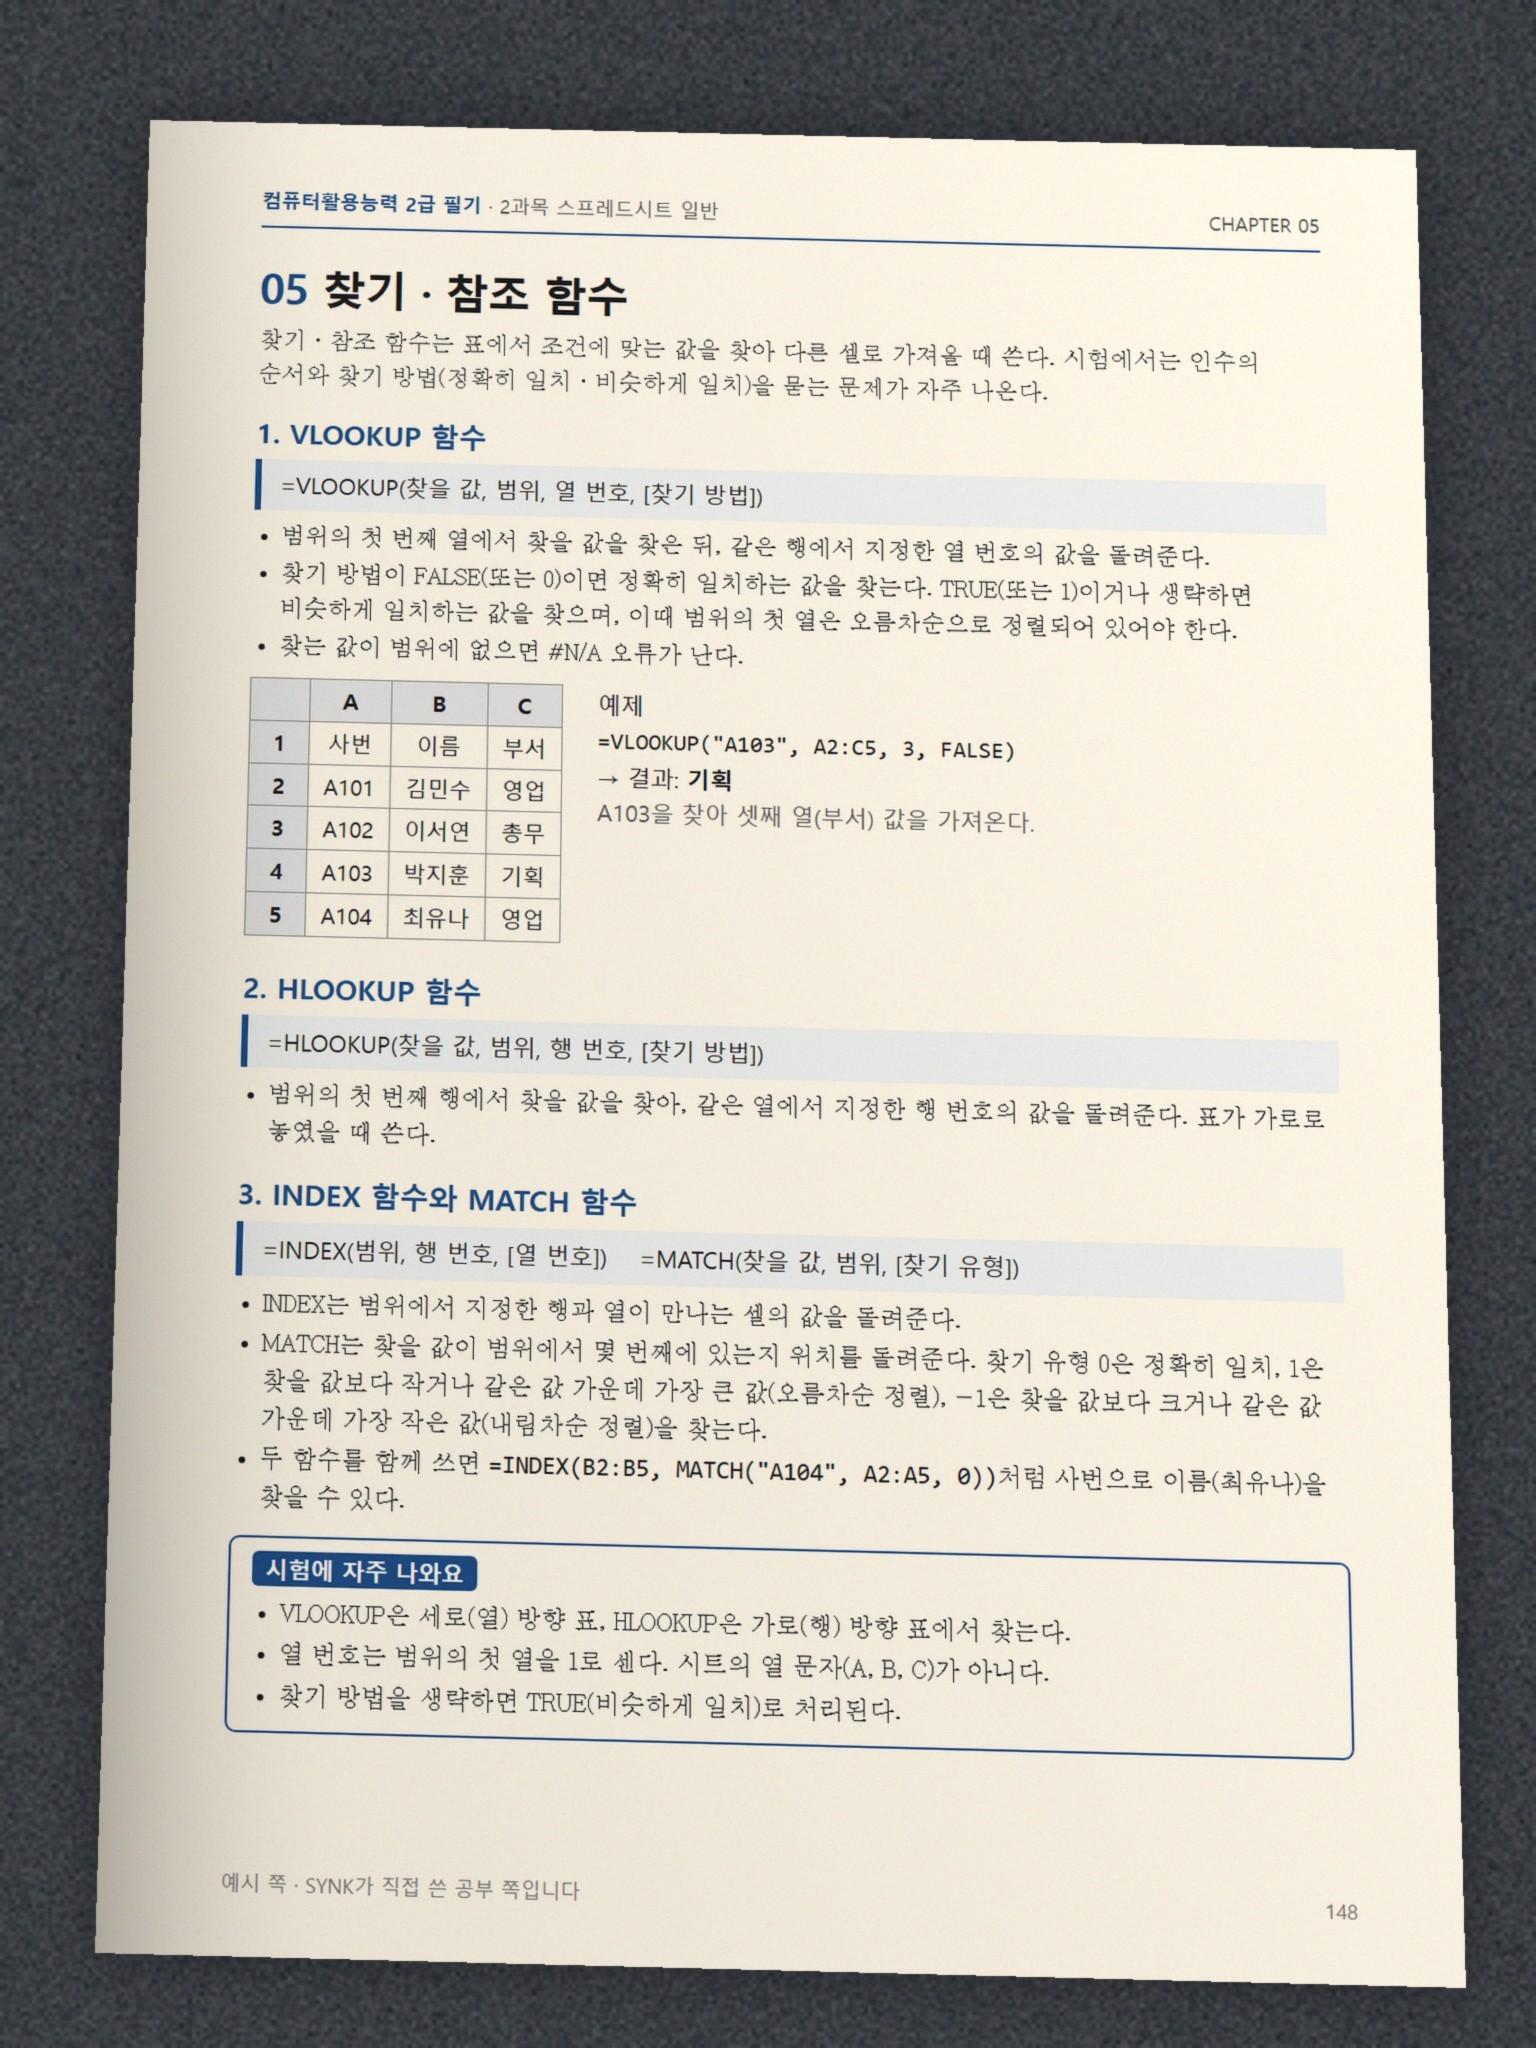 컴퓨터활용능력 2급 필기 · 2과목 스프레드시트 일반
CHAPTER 05
05 찾기 · 참조 함수
찾기 · 참조 함수는 표에서 조건에 맞는 값을 찾아 다른 셀로 가져올 때 쓴다. 시험에서는 인수의
순서와 찾기 방법(정확히 일치 · 비슷하게 일치)을 묻는 문제가 자주 나온다.
1. VLOOKUP 함수
=VLOOKUP(찾을 값, 범위, 열 번호, [찾기 방법])
• 범위의 첫 번째 열에서 찾을 값을 찾은 뒤, 같은 행에서 지정한 열 번호의 값을 돌려준다.
• 찾기 방법이 FALSE(또는 0)이면 정확히 일치하는 값을 찾는다. TRUE(또는 1)이거나 생략하면
비슷하게 일치하는 값을 찾으며, 이때 범위의 첫 열은 오름차순으로 정렬되어 있어야 한다.
• 찾는 값이 범위에 없으면 #N/A 오류가 난다.
A B C
1 사번 이름 부서
2 A101 김민수 영업
3 A102 이서연 총무
4 A103 박지훈 기획
5 A104 최유나 영업
예제
=VLOOKUP("A103", A2:C5, 3, FALSE)
→ 결과: 기획
A103을 찾아 셋째 열(부서) 값을 가져온다.
2. HLOOKUP 함수
=HLOOKUP(찾을 값, 범위, 행 번호, [찾기 방법])
• 범위의 첫 번째 행에서 찾을 값을 찾아, 같은 열에서 지정한 행 번호의 값을 돌려준다. 표가 가로로
놓였을 때 쓴다.
3. INDEX 함수와 MATCH 함수
=INDEX(범위, 행 번호, [열 번호]) =MATCH(찾을 값, 범위, [찾기 유형])
• INDEX는 범위에서 지정한 행과 열이 만나는 셀의 값을 돌려준다.
• MATCH는 찾을 값이 범위에서 몇 번째에 있는지 위치를 돌려준다. 찾기 유형 0은 정확히 일치, 1은
찾을 값보다 작거나 같은 값 가운데 가장 큰 값(오름차순 정렬), −1은 찾을 값보다 크거나 같은 값
가운데 가장 작은 값(내림차순 정렬)을 찾는다.
• 두 함수를 함께 쓰면 =INDEX(B2:B5, MATCH("A104", A2:A5, 0))처럼 사번으로 이름(최유나)을
찾을 수 있다.
시험에 자주 나와요
• VLOOKUP은 세로(열) 방향 표, HLOOKUP은 가로(행) 방향 표에서 찾는다.
• 열 번호는 범위의 첫 열을 1로 센다. 시트의 열 문자(A, B, C)가 아니다.
• 찾기 방법을 생략하면 TRUE(비슷하게 일치)로 처리된다.
예시 쪽 · SYNK가 직접 쓴 공부 쪽입니다
148